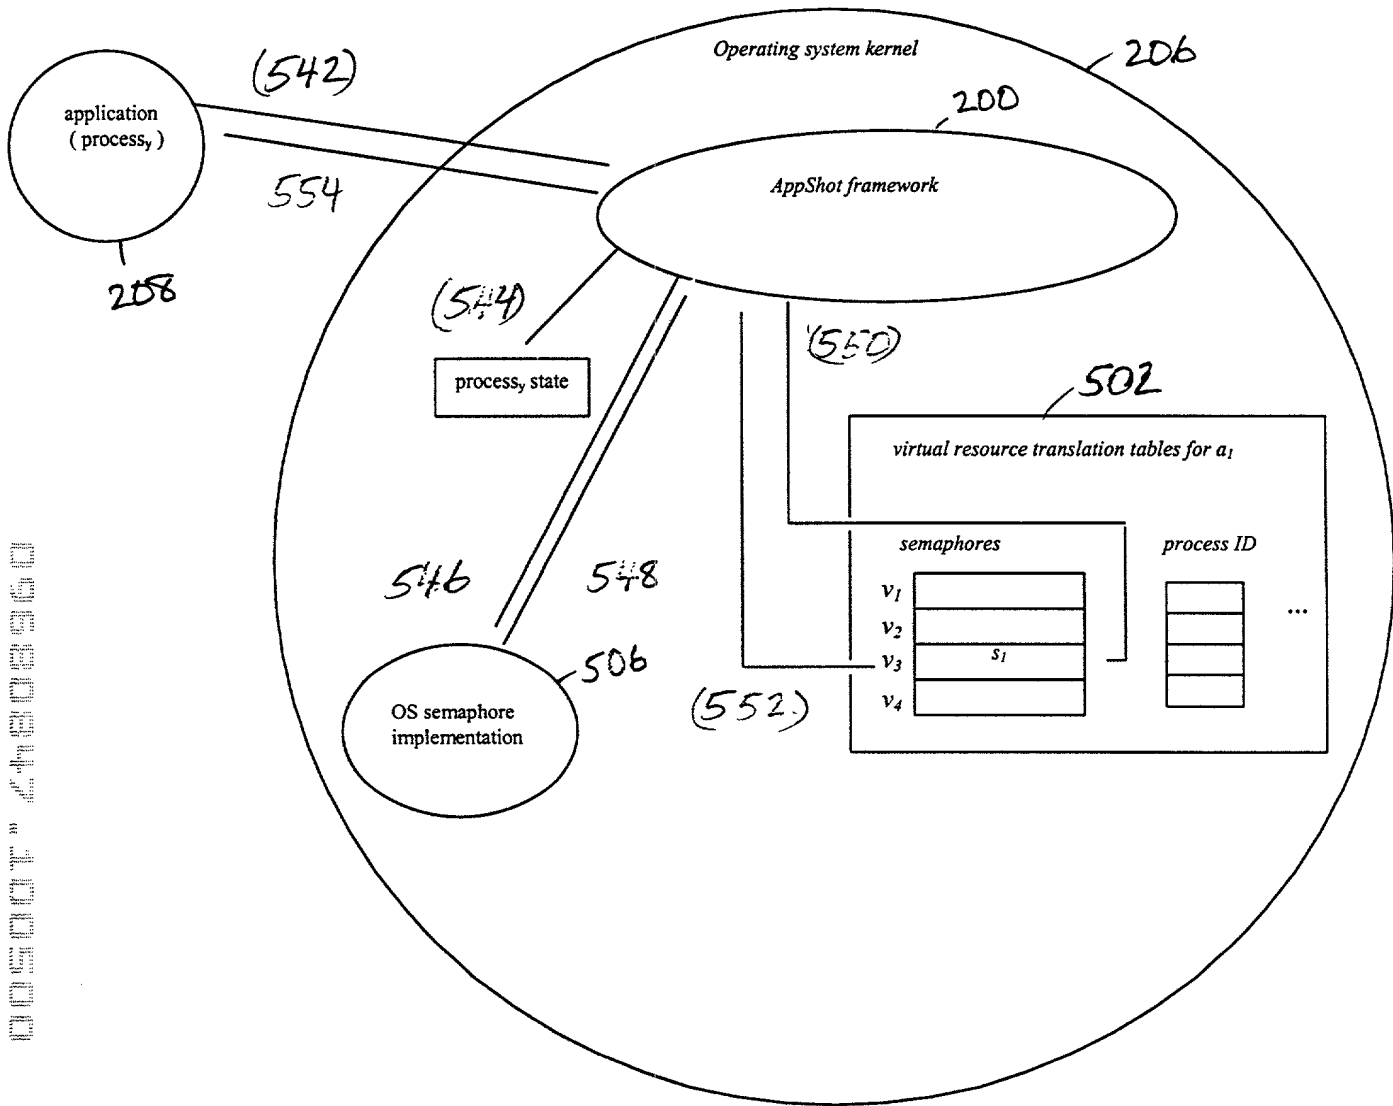 Operating system kernel
206
(542)
200
application
( processy )
AppShot framework
554
208
(544)
(550)
processy state
502
virtual resource translation tables for a1
semaphores
process ID
546
548
v1
...
v2
506
v3
s1
v4
(552)
OS semaphore
implementation